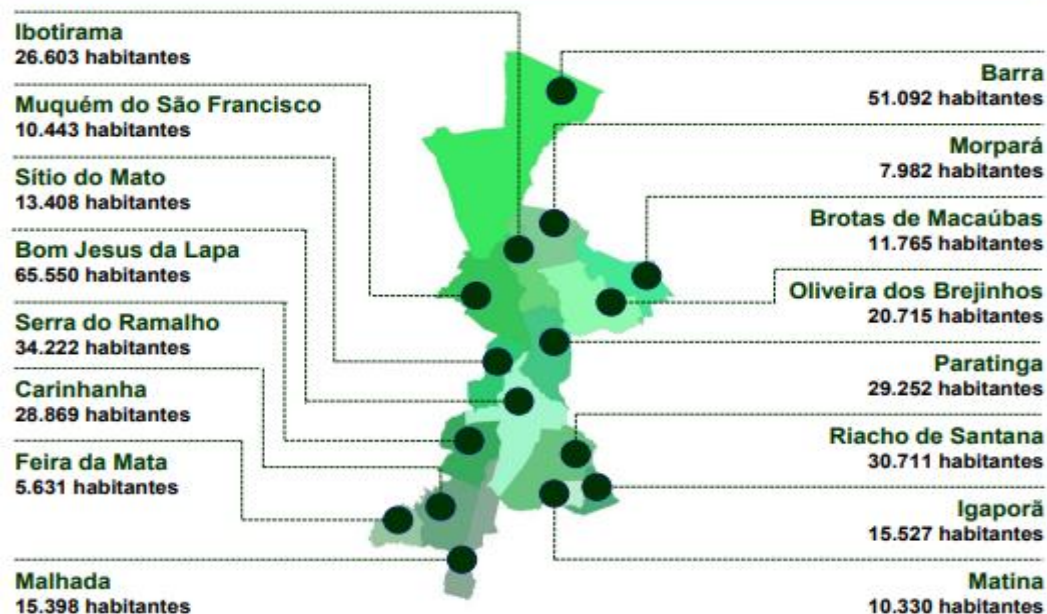 Ibotirama
26.603 habitantes
Muquém do São Francisco
10.443 habitantes
Sítio do Mato
13.408 habitantes
Bom Jesus da Lapa
65.550 habitantes
Serra do Ramalho
34.222 habitantes
Carinhanha
28.869 habitantes
Feira da Mata
5.631 habitantes
Malhada
15.398 habitantes
Barra
51.092 habitantes
Morpará
7.982 habitantes
Brotas de Macaúbas
11.765 habitantes
Oliveira dos Brejinhos
20.715 habitantes
Paratinga
29.252 habitantes
Riacho de Santana
30.711 habitantes
Igaporã
15.527 habitantes
Matina
10.330 habitantes